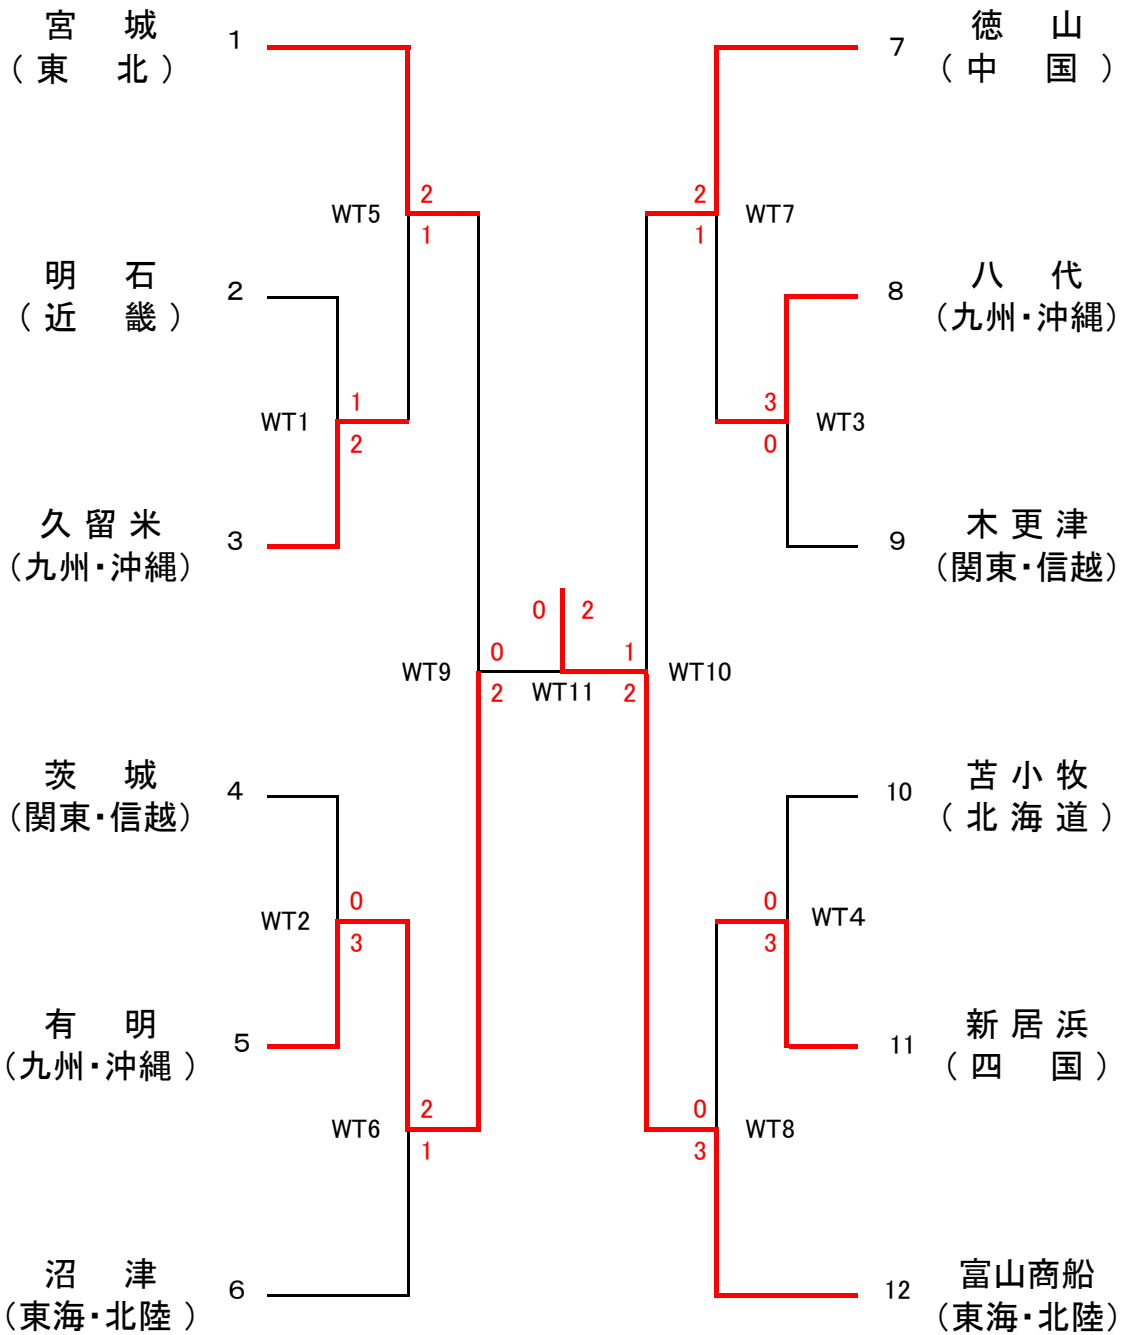 宮 城
1
(東 北)
2
WT5
1
明 石
2
(近 畿)
1
WT1
2
久 留 米
3
(九州・沖縄)
0
WT9
2
茨 城
4
(関東・信越)
0
WT2
3
有 明
5
(九州・沖縄)
2
WT6
1
沼 津
6
(東海・北陸)
0 2
WT11
徳 山
7
(中 国)
2
WT7
1
八 代
8
(九州・沖縄)
3
WT3
0
木 更 津
9
(関東・信越)
1
WT10
2
苫 小 牧
10
(北 海 道)
0
WT4
3
新 居 浜
11
(四 国)
0
WT8
3
富山商船
12
(東海・北陸)